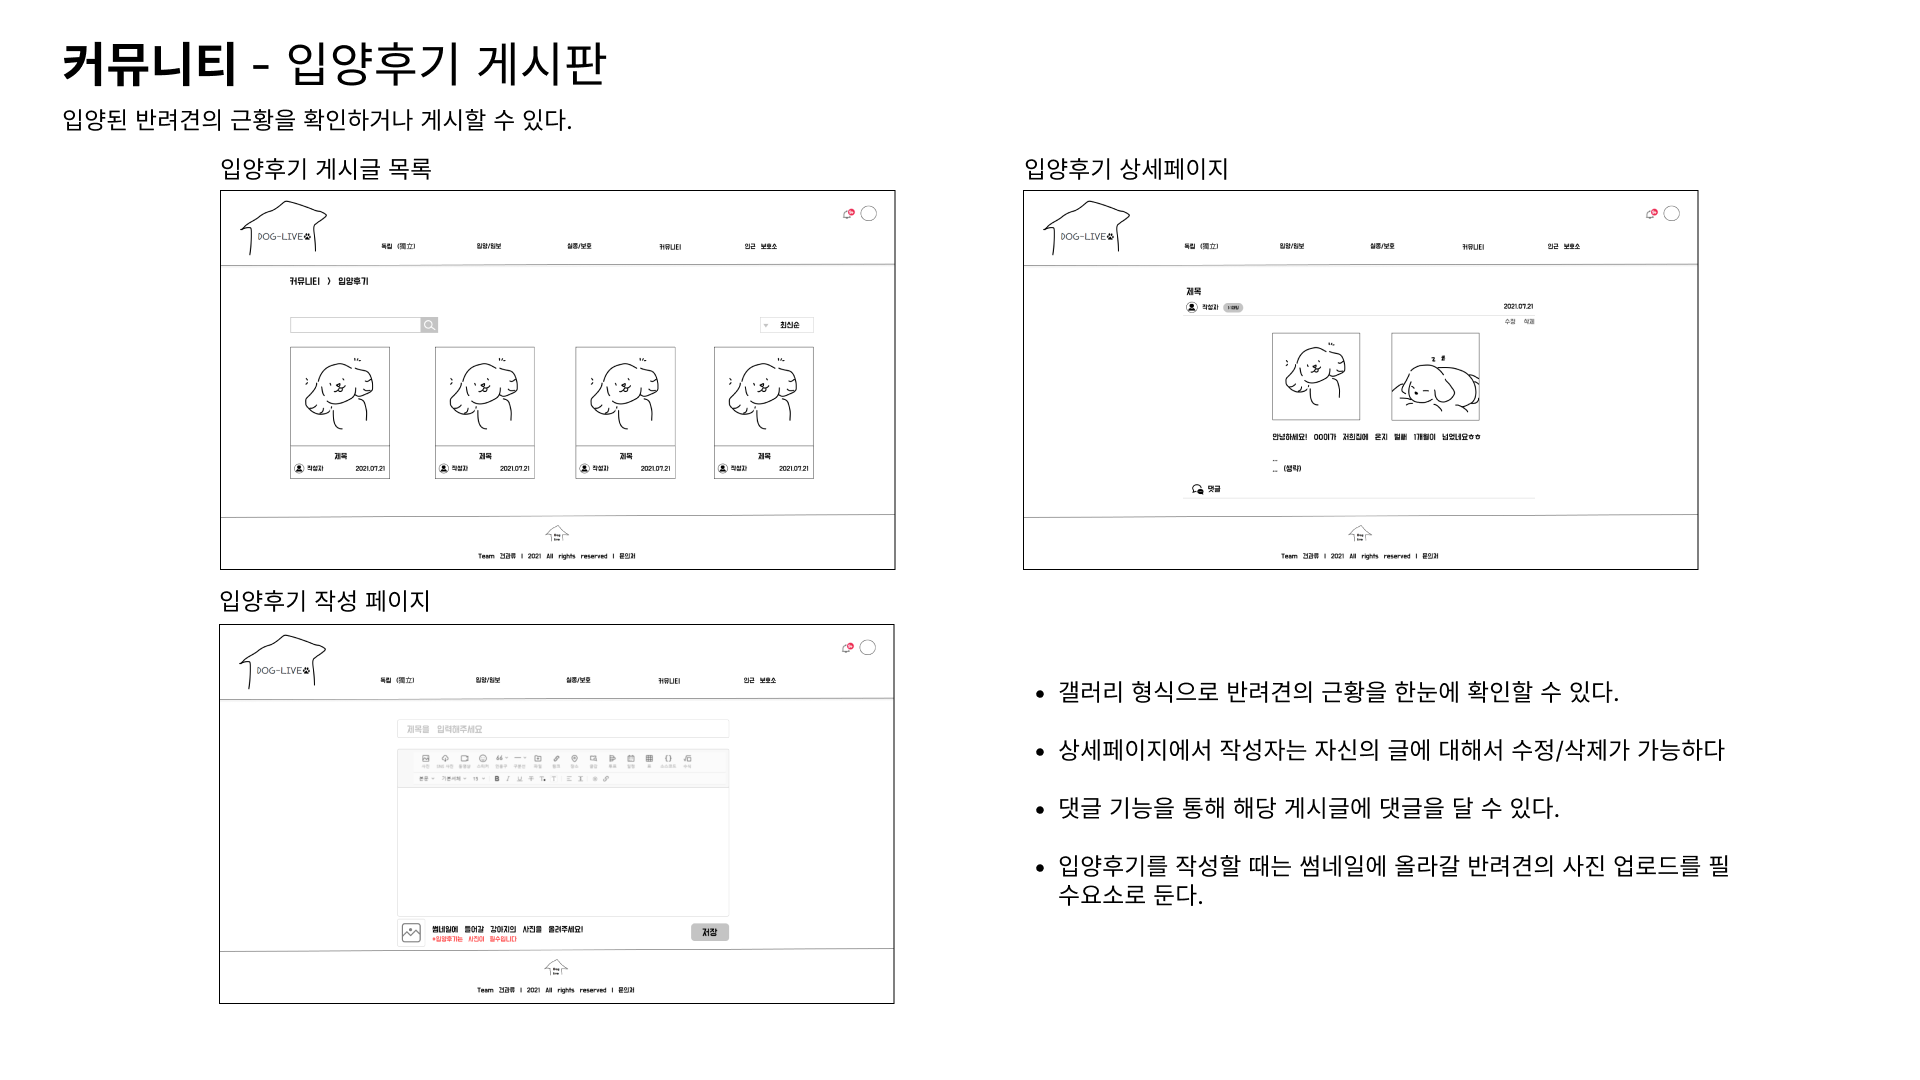 커뮤니티 - 입양후기 게시판
입양된 반려견의 근황을 확인하거나 게시할 수 있다.
입양후기 게시글 목록
DOG-LIVE
독립 (獨立) 입양/임보 실종/보호 커뮤니티 인근 보호소
커뮤니티 > 입양후기
최신순
제목 제목 제목 제목
작성자 2021.07.21 작성자 2021.07.21 작성자 2021.07.21 작성자 2021.07.21
Team 견과류 | 2021 All rights reserved | 문의처
입양후기 상세페이지
DOG-LIVE
독립 (獨立) 입양/임보 실종/보호 커뮤니티 인근 보호소
제목
작성자
2021.07.21
수정 삭제
z z
안녕하세요! OO이가 저희집에 온지 벌써 1개월이 넘었네요ㅎㅎ
...
... (생략)
댓글
Team 견과류 | 2021 All rights reserved | 문의처
입양후기 작성 페이지
DOG-LIVE
독립 (獨立) 입양/임보 실종/보호 커뮤니티 인근 보호소
제목을 입력해주세요
본문 기본서체 15 B I U T
썸네일에 들어갈 강아지의 사진을 올려주세요!
*입양후기는 사진이 필수입니다
저장
Team 견과류 | 2021 All rights reserved | 문의처
• 갤러리 형식으로 반려견의 근황을 한눈에 확인할 수 있다.
• 상세페이지에서 작성자는 자신의 글에 대해서 수정/삭제가 가능하다
• 댓글 기능을 통해 해당 게시글에 댓글을 달 수 있다.
• 입양후기를 작성할 때는 썸네일에 올라갈 반려견의 사진 업로드를 필
수요소로 둔다.